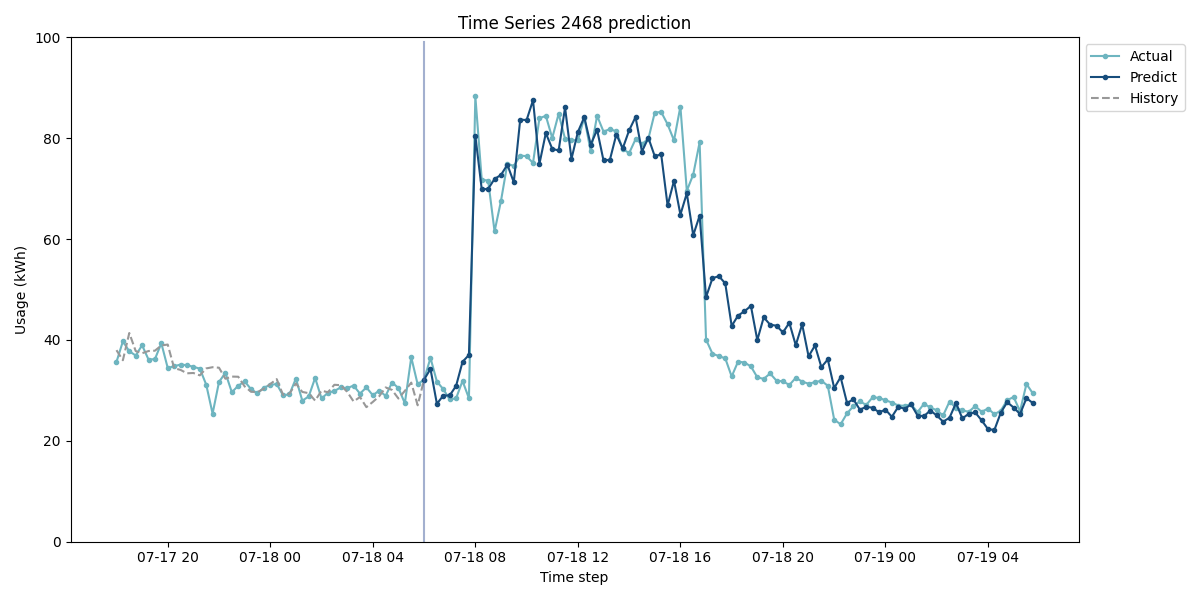 Time Series 2468 prediction
100
80
60
40
20
0
Usage (kWh)
07-17 20
07-18 00
07-18 04
07-18 08
07-18 12
07-18 16
07-18 20
07-19 00
07-19 04
Time step
Actual
Predict
History